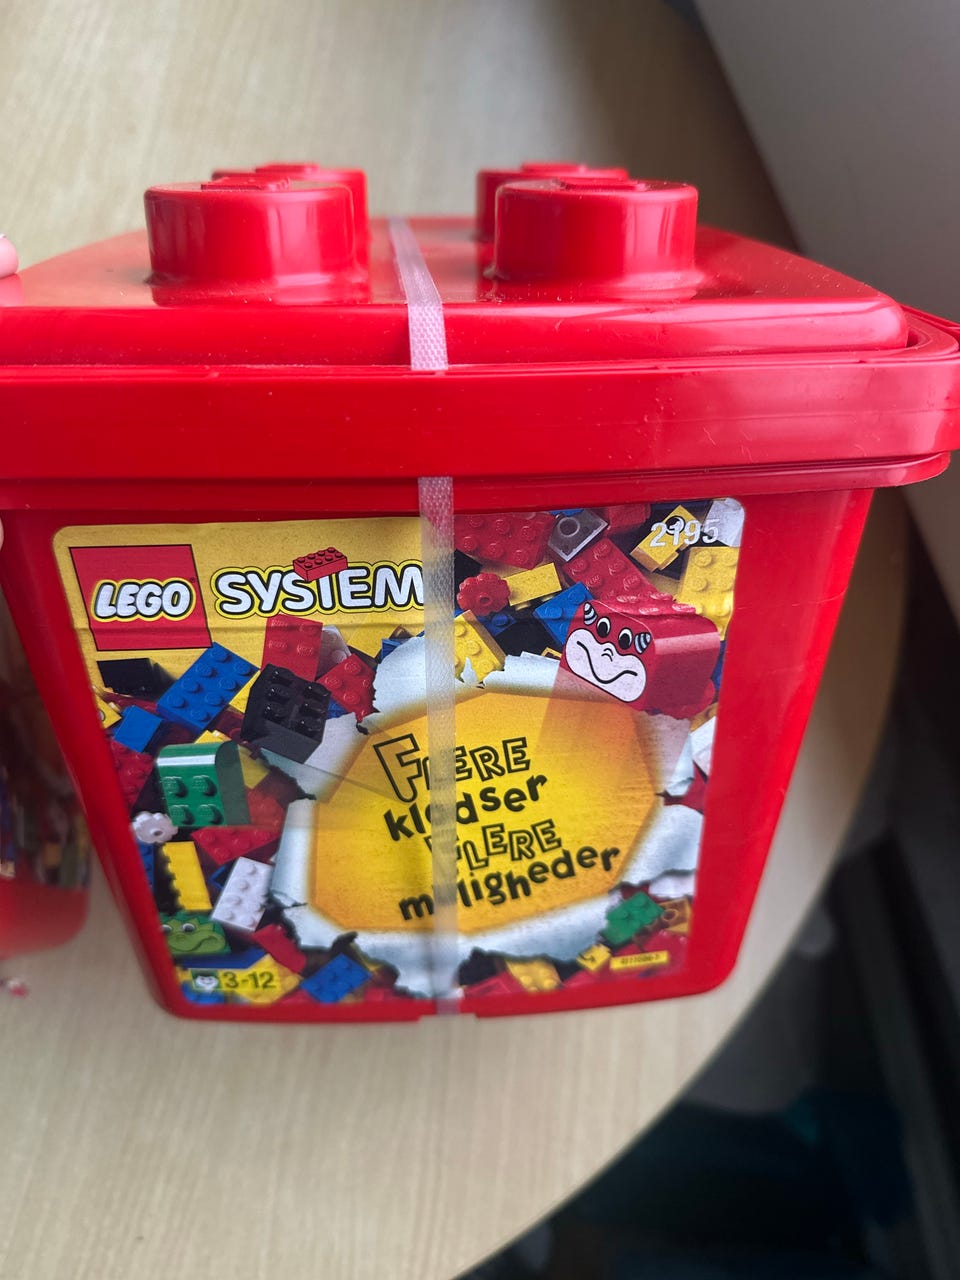 2195
LEGO SYSTEM
FLERE
klodser
FLERE
muligheder
3-12